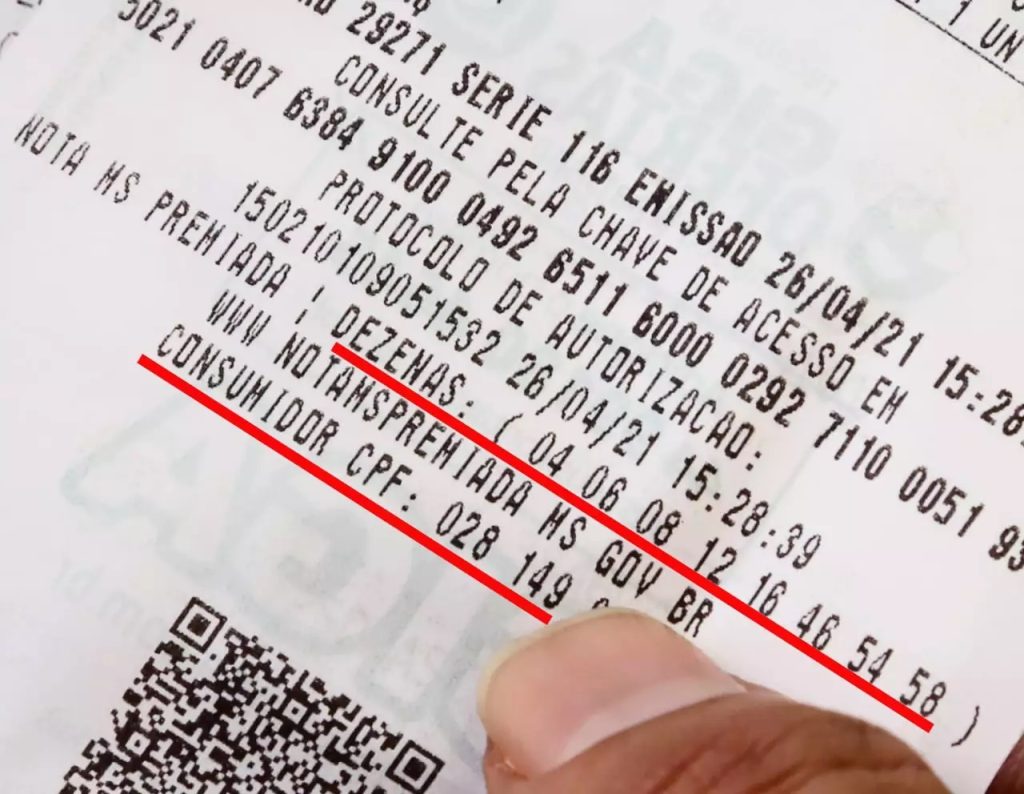 1 UN
29271 SERIE 116 EMISSAO 26/04/21 15:28:
CONSULTE PELA CHAVE DE ACESSO EM
5021 0407 6384 9100 0492 6511 6000 0292 7110 0051 93
PROTOCOLO DE AUTORIZACAO:
150210109051532 26/04/21 15:28:39
NOTA MS PREMIADA | DEZENAS: ( 04 06 08 12 16 46 54 58 )
WWW NOTAMSPREMIADA MS GOV BR
CONSUMIDOR CPF: 028 149